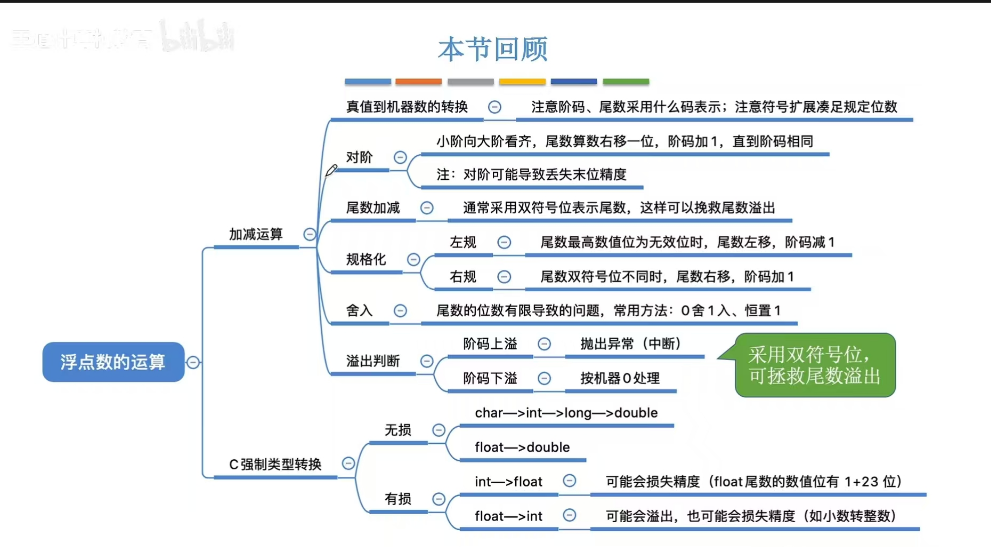 本节回顾
真值到机器数的转换
注意阶码、尾数采用什么码表示；注意符号扩展凑足规定位数
对阶
小阶向大阶看齐，尾数算数右移一位，阶码加1，直到阶码相同
注：对阶可能导致丢失末位精度
尾数加减
通常采用双符号位表示尾数，这样可以挽救尾数溢出
加减运算
规格化
左规
尾数最高数值位为无效位时，尾数左移，阶码减1
右规
尾数双符号位不同时，尾数右移，阶码加1
舍入
尾数的位数有限导致的问题，常用方法：0舍1入、恒置1
溢出判断
阶码上溢
抛出异常（中断）
阶码下溢
按机器0处理
采用双符号位，
可拯救尾数溢出
浮点数的运算
C强制类型转换
无损
char—>int—>long—>double
float—>double
有损
int—>float
可能会损失精度（float尾数的数值位有 1+23 位）
float—>int
可能会溢出，也可能会损失精度（如小数转整数）